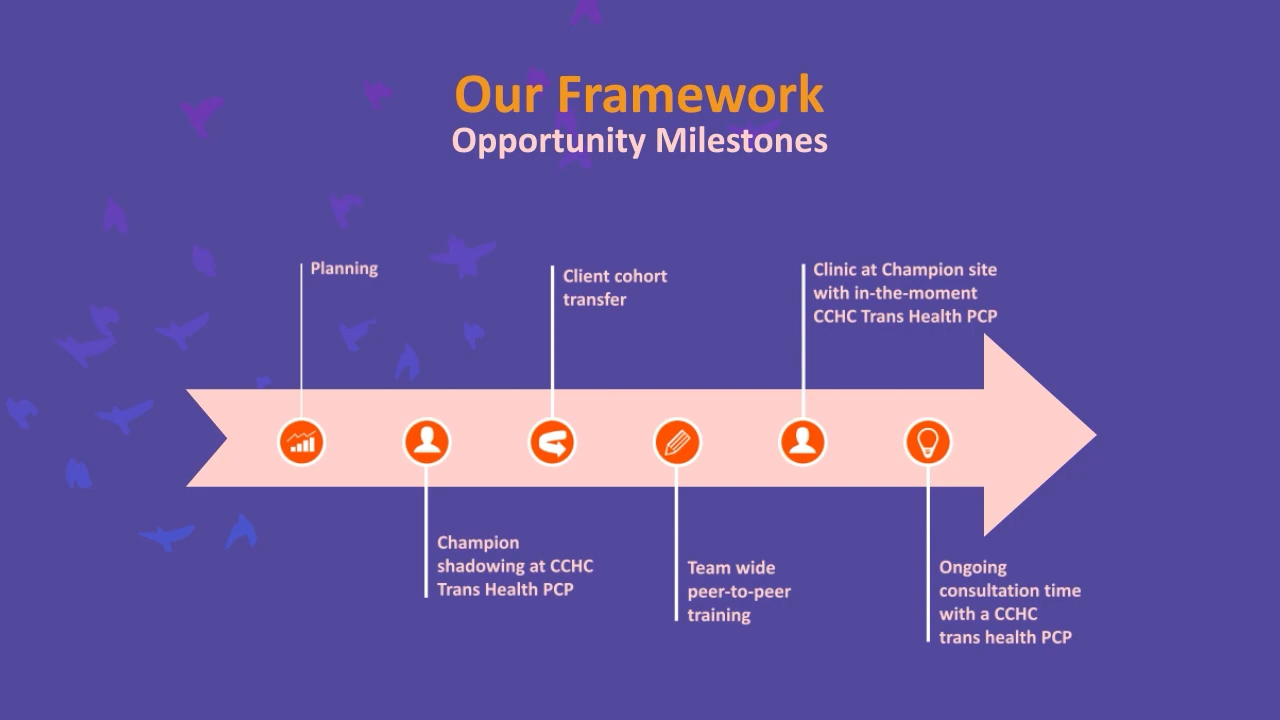 Our Framework
Opportunity Milestones
Planning
Champion
shadowing at CCHC
Trans Health PCP
Client cohort
transfer
Team wide
peer-to-peer
training
Clinic at Champion site
with in-the-moment
CCHC Trans Health PCP
Ongoing
consultation time
with a CCHC
trans health PCP